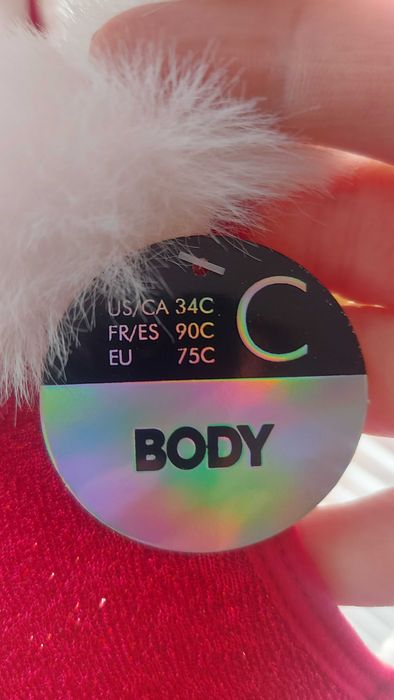 US/CA 34C
FR/ES 90C
EU 75C
C
BODY